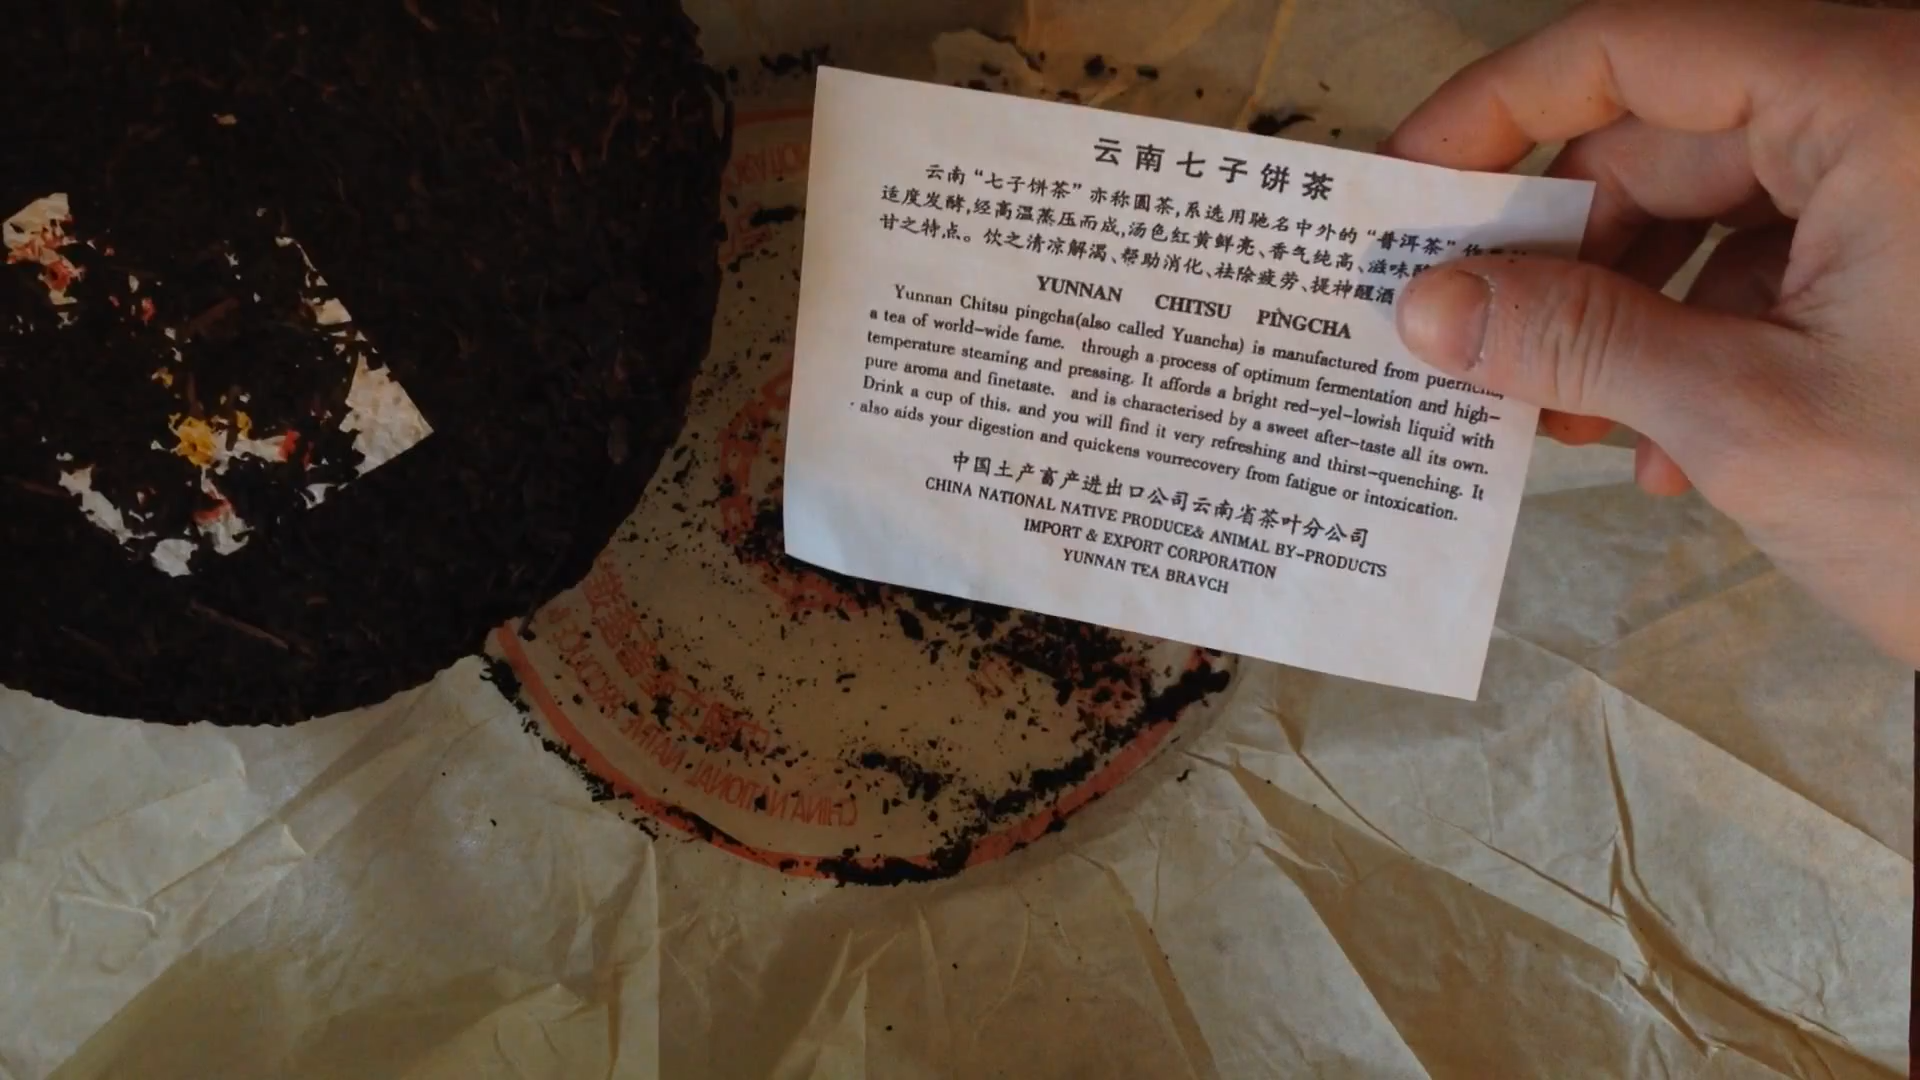 云南七子饼茶
云南“七子饼茶”亦称圆茶,系选用驰名中外的“普洱茶”作
适度发酵,经高温蒸压而成,汤色红黄鲜亮、香气纯高、滋味
甘之特点。饮之清凉解渴、帮助消化、祛除疲劳、提神醒酒
YUNNAN CHITSU PINGCHA
Yunnan Chitsu pingcha(also called Yuancha) is manufactured from puerhcha,
a tea of world-wide fame. through a process of optimum fermentation and high-
temperature steaming and pressing. It affords a bright red-yel-lowish liquid with
pure aroma and finetaste. and is characterised by a sweet after-taste all its own.
Drink a cup of this. and you will find it very refreshing and thirst-quenching. It
also aids your digestion and quickens vourrecovery from fatigue or intoxication.
中国土产畜产进出口公司云南省茶叶分公司
CHINA NATIONAL NATIVE PRODUCE& ANIMAL BY-PRODUCTS
IMPORT & EXPORT CORPORATION
YUNNAN TEA BRAVCH
CHINA NATIONAL NATIVE PRODUCE &